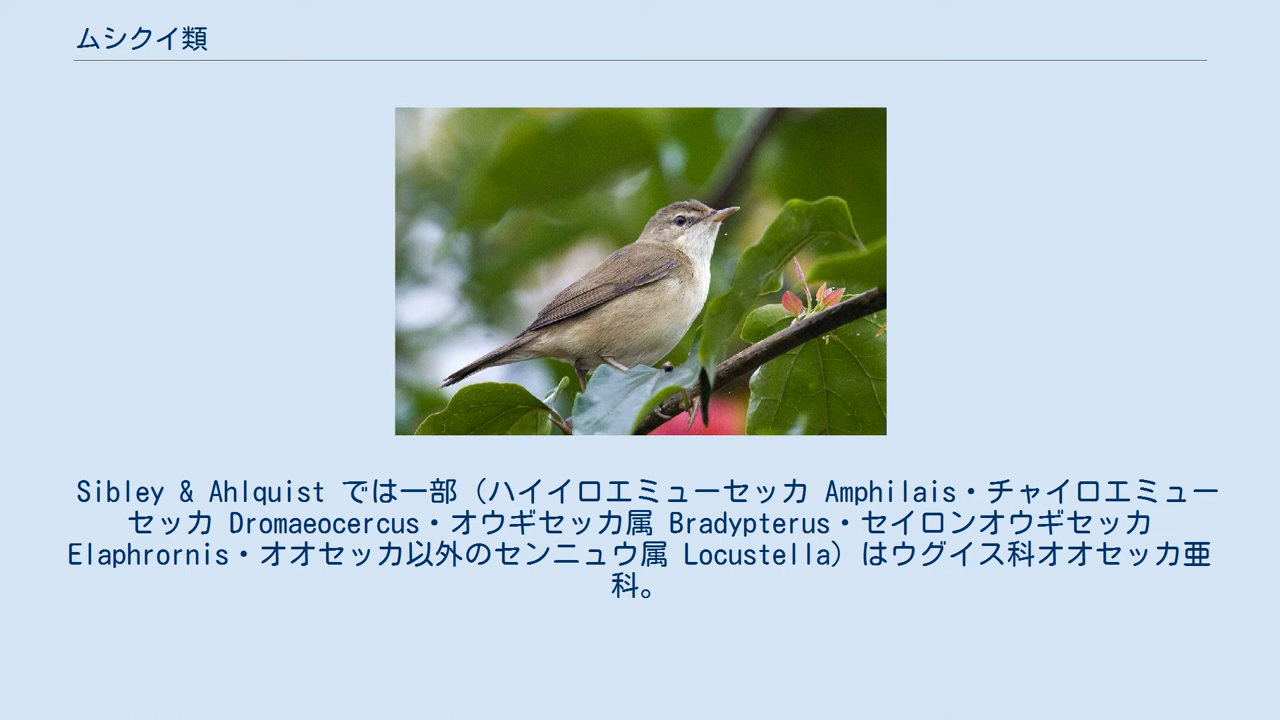 ムシクイ類
Sibley & Ahlquist では一部（ハイイロエミューセッカ Amphilais・チャイロエミュー
セッカ Dromaeocercus・オウギセッカ属 Bradypterus・セイロンオウギセッカ
Elaphrornis・オオセッカ以外のセンニュウ属 Locustella）はウグイス科オオセッカ亜
科。